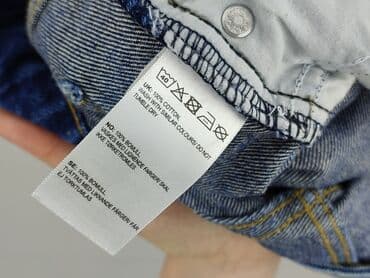 40
UK: 100% COTTON.
WASH WITH SIMILAR COLOURS! DO NOT
TUMBLE DRY.
NO: 100% BOMULL.
VASKES MED LIGNENDE FARGER! SKAL
IKKE TØRKETROMLES
SE: 100% BOMULL
TVÄTTAS MED LIKNANDE FÄRGER! FÅR
EJ TORKTUMLAS